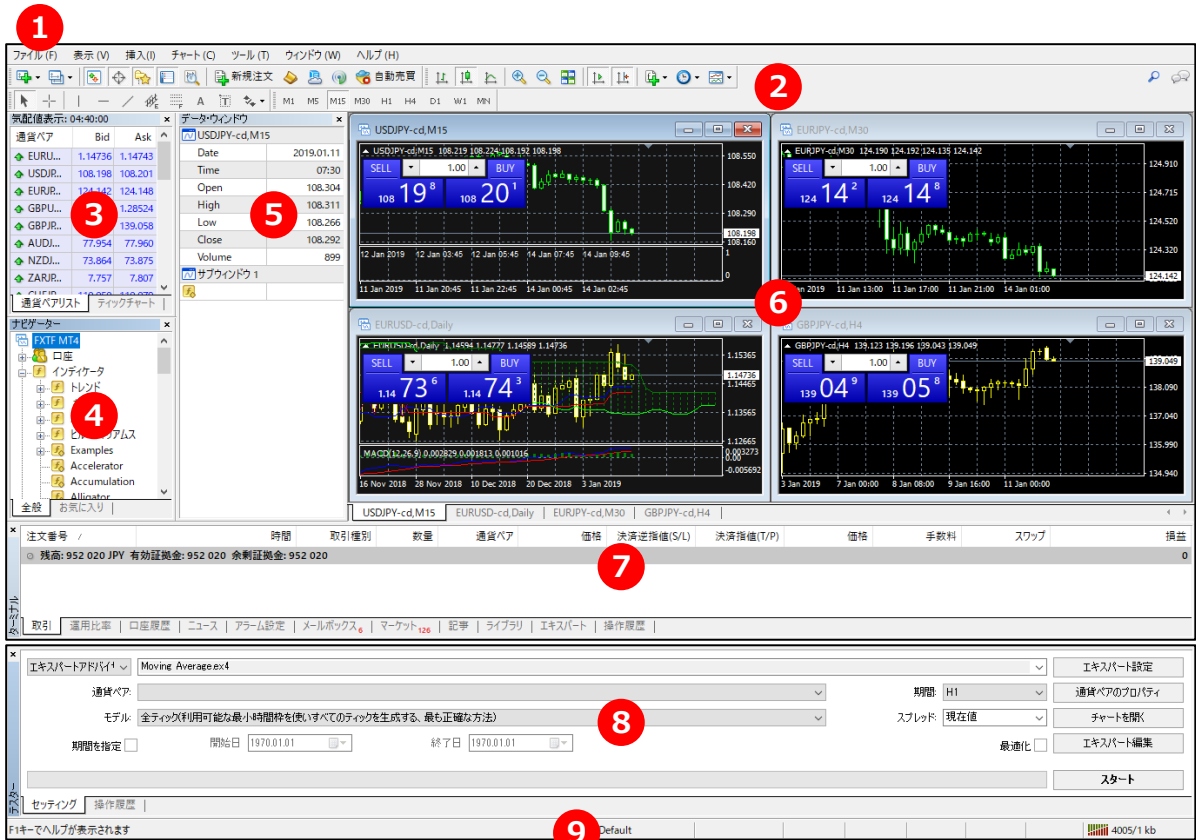 1
ファイル (F) 表示 (V) 挿入(I) チャート (C) ツール (T) ウィンドウ (W) ヘルプ (H)
新規注文 自動売買
2
A T M1 M5 M15 M30 H1 H4 D1 W1 MN
気配値表示: 04:40:00 ×
通貨ペア Bid Ask
EURU... 1.14736 1.14743
USDJP... 108.198 108.201
EURJP... 124.142 124.148
GBPU... 1.28524
GBPJP... 139.058
AUDJ... 77.954 77.960
NZDJ... 73.864 73.875
ZARJP... 7.757 7.807
3
通貨ペアリスト | ティックチャート |
データ・ウィンドウ ×
USDJPY-cd,M15
Date 2019.01.11
Time 07:30
Open 108.304
High 108.311
Low 108.266
Close 108.292
Volume 899
サブウィンドウ 1
5
ナビゲーター ×
FXTF MT4
口座
インディケータ
トレンド
Examples
Accelerator
Accumulation
Alligator
4
全般 | お気に入り |
USDJPY-cd,M15
USDJPY-cd,M15 108.219 108.224 108.192 108.198
SELL 1.00 BUY
108 19 8 108 20 1
108.550
108.420
108.290
108.198
108.160
12 Jan 2019 12 Jan 03:45 12 Jan 05:45 14 Jan 07:45 14 Jan 09:45
1
0
11 Jan 2019 11 Jan 20:45 11 Jan 22:45 14 Jan 00:45 14 Jan 02:45
EURJPY-cd,M30
EURJPY-cd,M30 124.190 124.192 124.135 124.142
SELL 1.00 BUY
124 14 2 124 14 8
124.910
124.715
124.520
124.320
124.142
Jan 2019 11 Jan 13:00 11 Jan 17:00 11 Jan 21:00 14 Jan 01:00
6
EURUSD-cd,Daily
EURUSD-cd,Daily 1.14594 1.14777 1.14589 1.14736
SELL 1.00 BUY
1.14 73 6 1.14 74 3
1.15365
1.14736
1.14465
1.13565
1.12665
MACD(12,26,9) 0.002829 0.001813 0.001016
0.003273
0.00
-0.005692
16 Nov 2018 28 Nov 2018 10 Dec 2018 20 Dec 2018 3 Jan 2019
GBPJPY-cd,H4
GBPJPY-cd,H4 139.123 139.196 139.043 139.049
SELL 1.00 BUY
139 04 9 139 05 8
139.049
138.090
137.040
135.990
134.940
3 Jan 2019 7 Jan 00:00 8 Jan 08:00 9 Jan 16:00 11 Jan 00:00
USDJPY-cd,M15 | EURUSD-cd,Daily | EURJPY-cd,M30 | GBPJPY-cd,H4 |
注文番号 / 時間 取引種別 数量 通貨ペア 価格 決済逆指値(S/L) 決済指値(T/P) 価格 手数料 スワップ 損益
残高: 952 020 JPY 有効証拠金: 952 020 余剰証拠金: 952 020 0
7
ターミナル
取引 | 運用比率 | 口座履歴 | ニュース | アラーム設定 | メールボックス 6 | マーケット 126 | 記事 | ライブラリ | エキスパート | 操作履歴 |
エキスパートアドバイザ Moving Average.ex4 エキスパート設定
通貨ペア: 期間: H1 通貨ペアのプロパティ
モデル: 全ティック(利用可能な最小時間枠を使いすべてのティックを生成する、最も正確な方法) スプレッド: 現在値 チャートを開く
8
期間を指定 開始日 1970.01.01 終了日 1970.01.01 最適化 エキスパート編集
スタート
テスター
セッティング | 操作履歴 |
F1キーでヘルプが表示されます Default 4005/1 kb
9